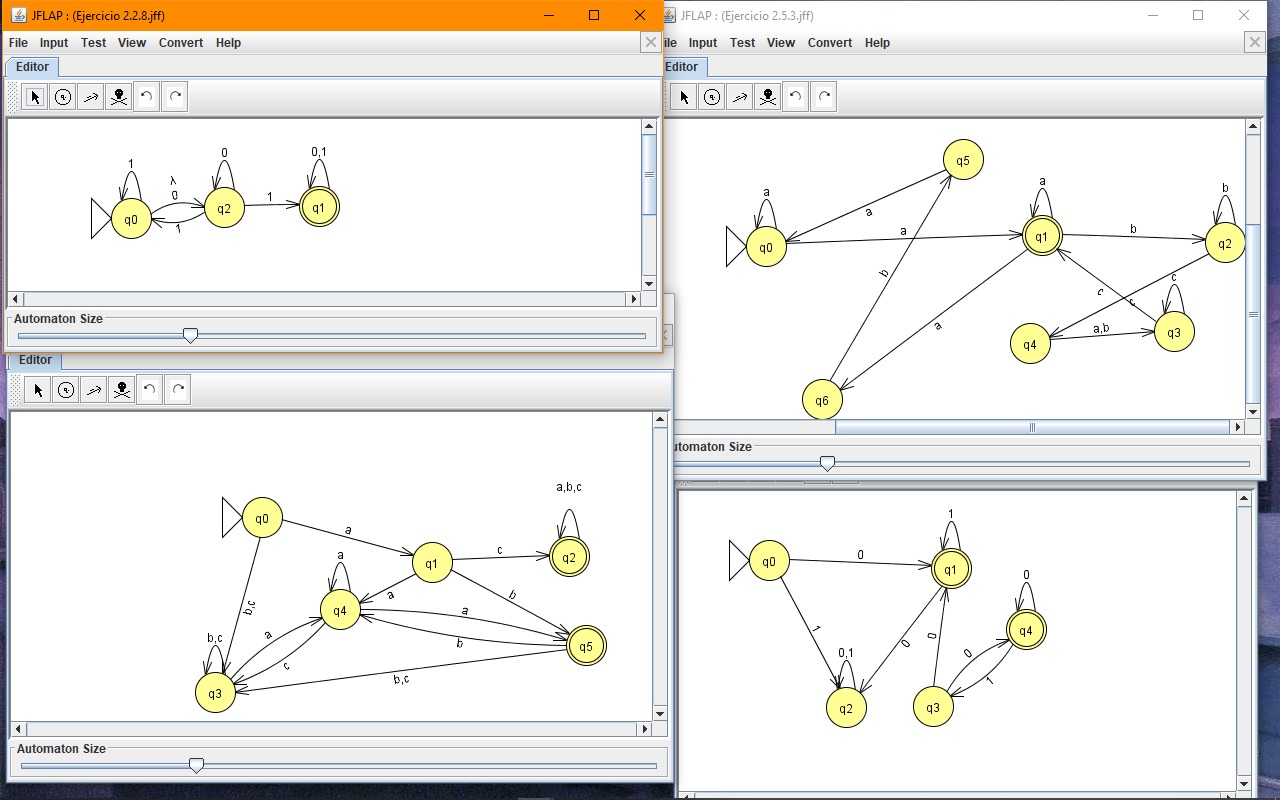 JFLAP : (Ejercicio 2.2.8.jff)
File Input Test View Convert Help
Editor
1
0
0,1
λ
0
1
1
q0
q2
q1
Automaton Size
JFLAP : (Ejercicio 2.5.3.jff)
ile Input Test View Convert Help
Editor
q5
a
a
b
a
a
b
q0
q1
q2
b
c
c
c
a
a,b
q4
q3
q6
utomaton Size
Editor
a,b,c
q0
a
c
q1
q2
a
a
b
b,c
q4
a
b
q5
b,c
a
c
b,c
q3
Automaton Size
1
q0
0
q1
0
1
0
0
q4
0,1
0
1
q2
q3